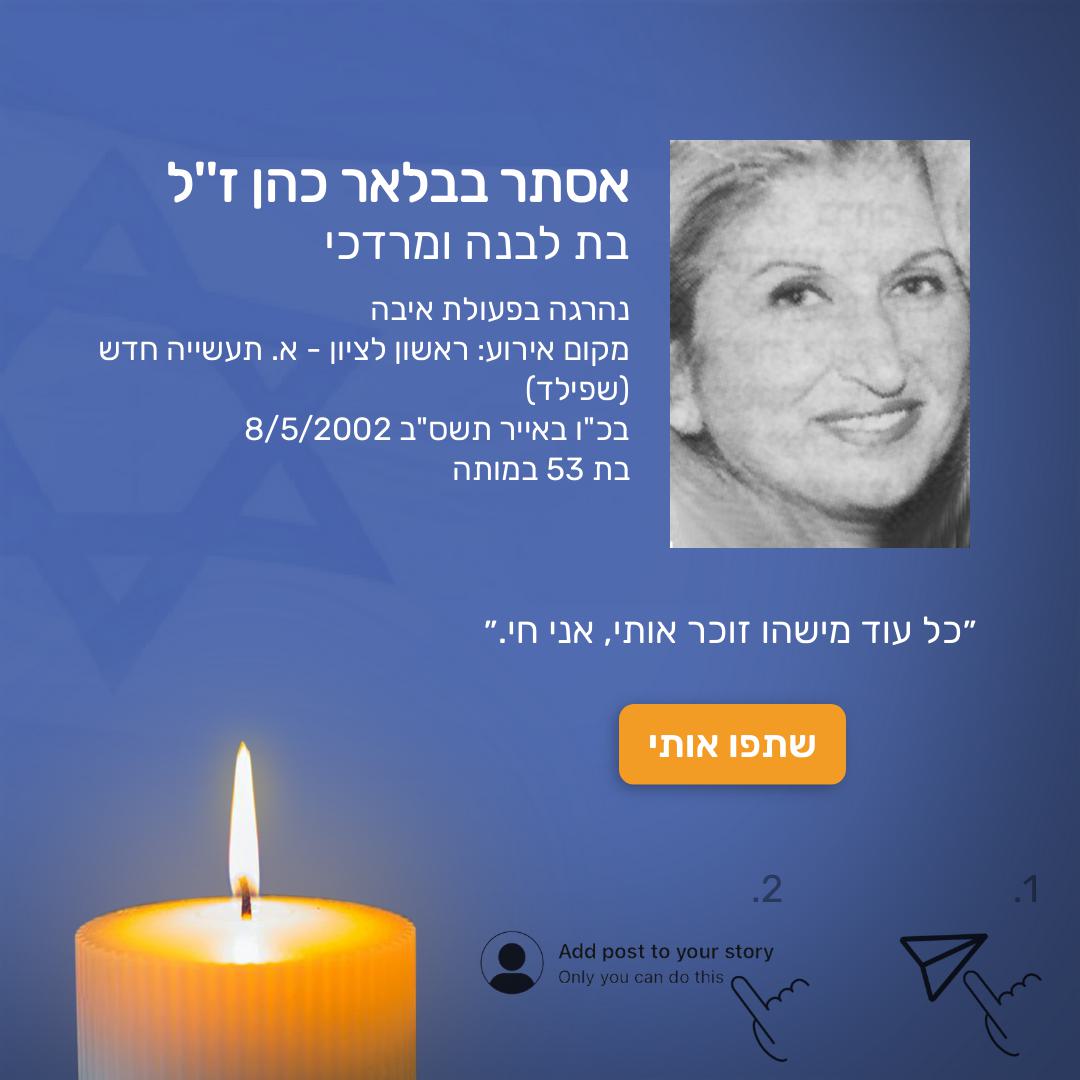 אסתר בבלאר כהן ז''ל
בת לבנה ומרדכי
נהרגה בפעולת איבה
מקום אירוע: ראשון לציון - א. תעשייה חדש
(שפילד)
בכ"ו באייר תשס"ב 8/5/2002
בת 53 במותה
״כל עוד מישהו זוכר אותי, אני חי.״
שתפו אותי
1.
2.
Add post to your story
Only you can do this